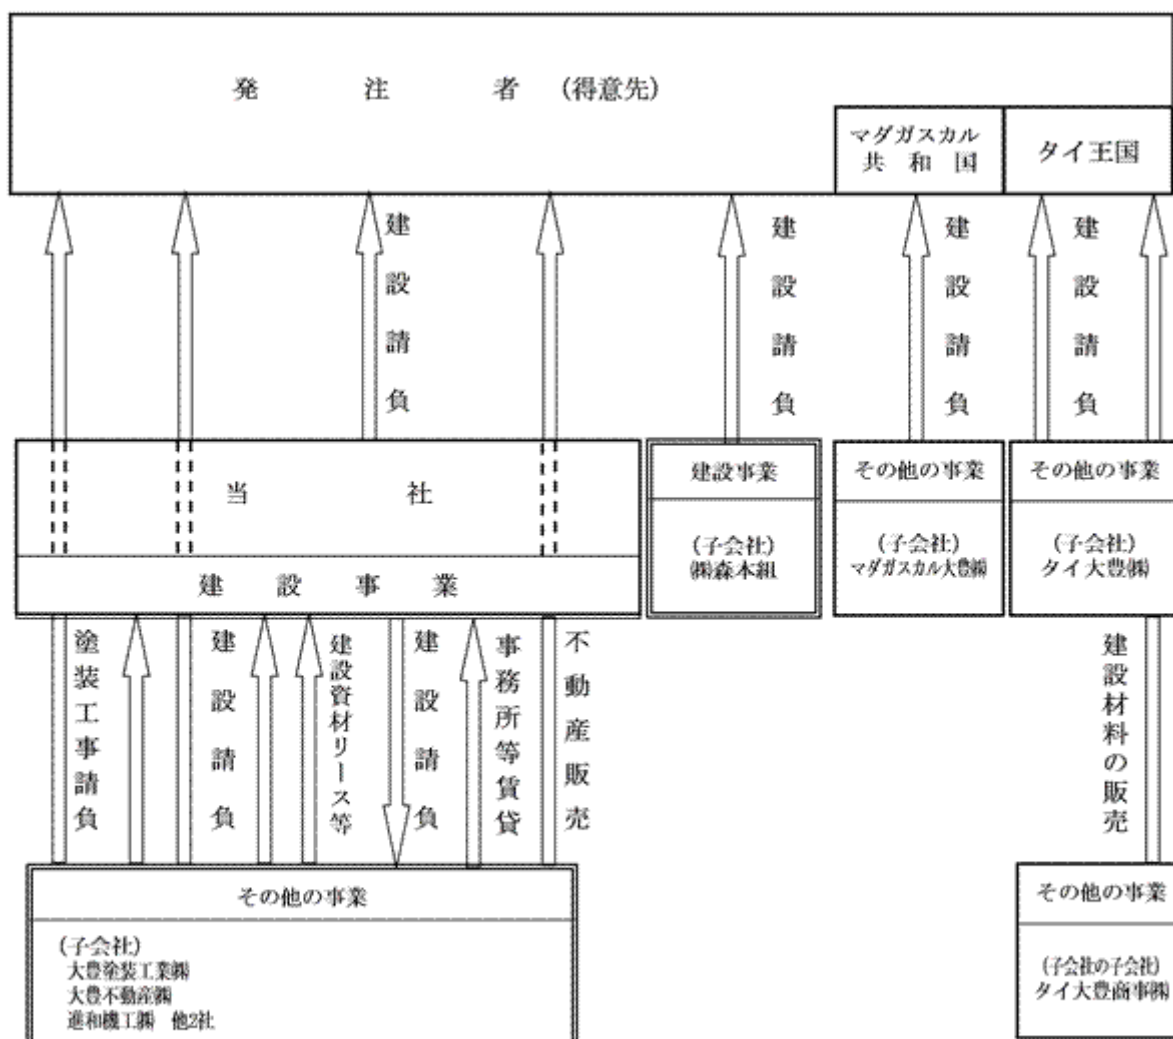 発注者(得意先)
マダガスカル
共和国
タイ王国
建設請負
建設請負
建設請負
建設請負
当社
建設事業
建設事業
(子会社)
㈱森本組
その他の事業
(子会社)
マダガスカル大豊㈱
その他の事業
(子会社)
タイ大豊㈱
塗装工事請負
建設請負
建設資材リース等
建設請負
事務所等賃貸
不動産販売
建設材料の販売
その他の事業
(子会社)
大豊塗装工業㈱
大豊不動産㈱
進和機工㈱ 他2社
その他の事業
(子会社の子会社)
タイ大豊商事㈱